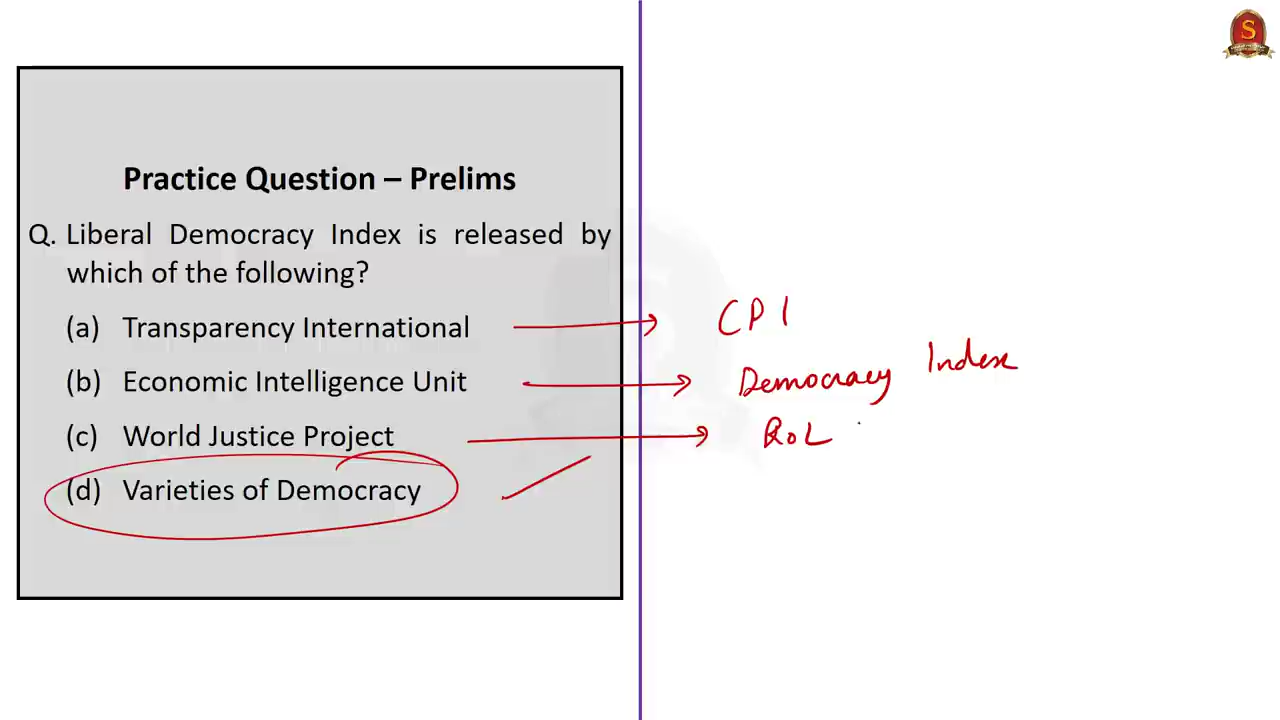 S
Practice Question – Prelims
Q. Liberal Democracy Index is released by
which of the following?
(a) Transparency International
CPI
(b) Economic Intelligence Unit
Democracy Index
(c) World Justice Project
RoL
(d) Varieties of Democracy